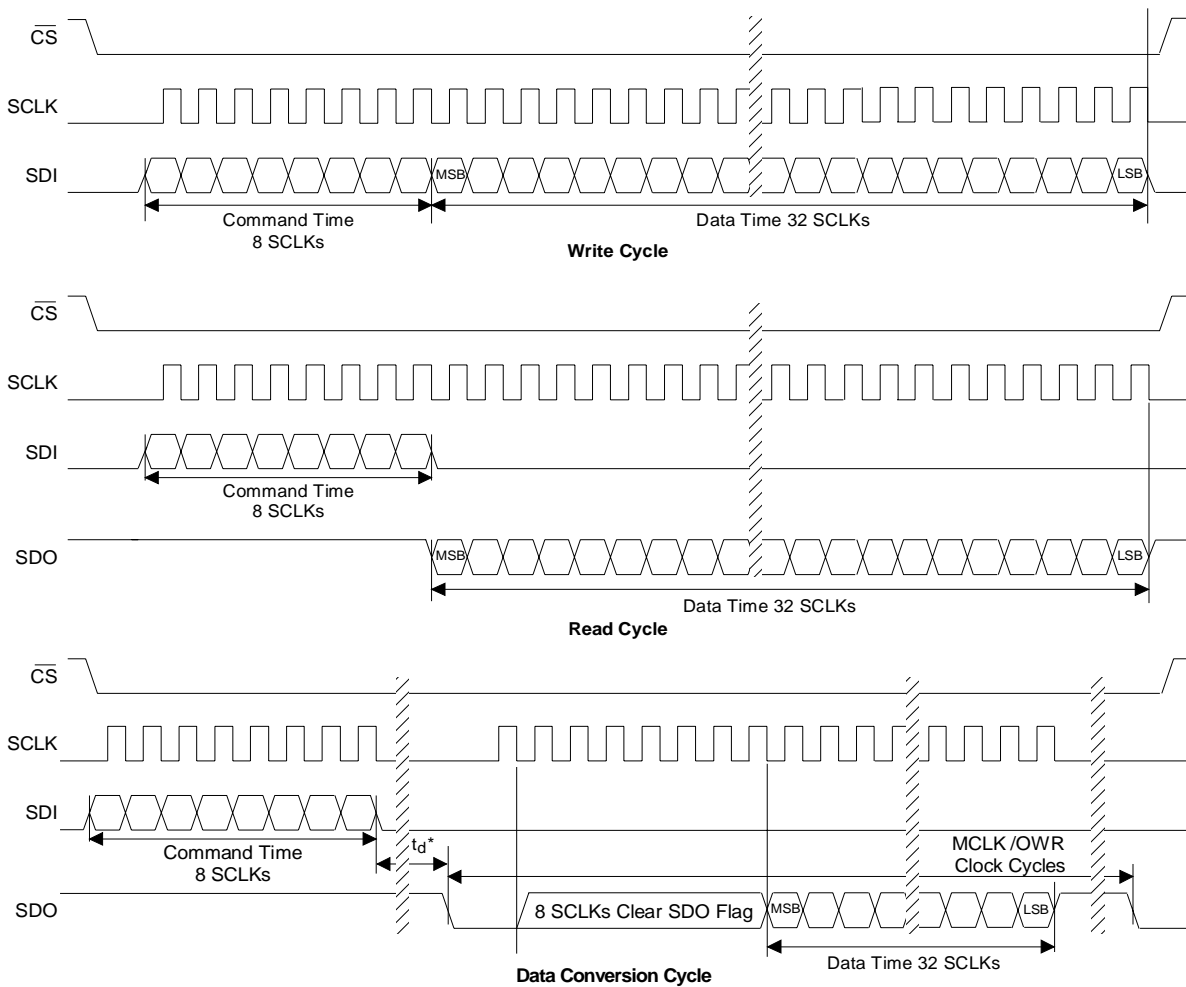 CS
SCLK
SDI
MSB
LSB
Command Time
8 SCLKs
Data Time 32 SCLKs
Write Cycle
CS
SCLK
SDI
Command Time
8 SCLKs
SDO
MSB
LSB
Data Time 32 SCLKs
Read Cycle
CS
SCLK
SDI
Command Time
8 SCLKs
td*
MCLK /OWR
Clock Cycles
SDO
8 SCLKs Clear SDO Flag
MSB
LSB
Data Time 32 SCLKs
Data Conversion Cycle